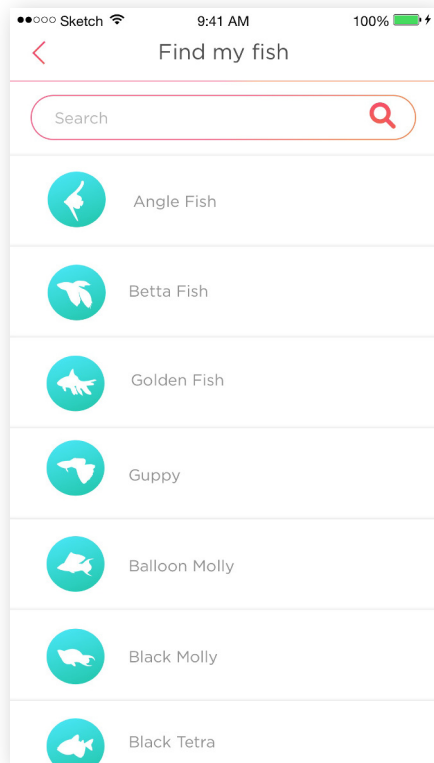 Sketch 9:41 AM 100%
Find my fish
Search
Angle Fish
Betta Fish
Golden Fish
Guppy
Balloon Molly
Black Molly
Black Tetra